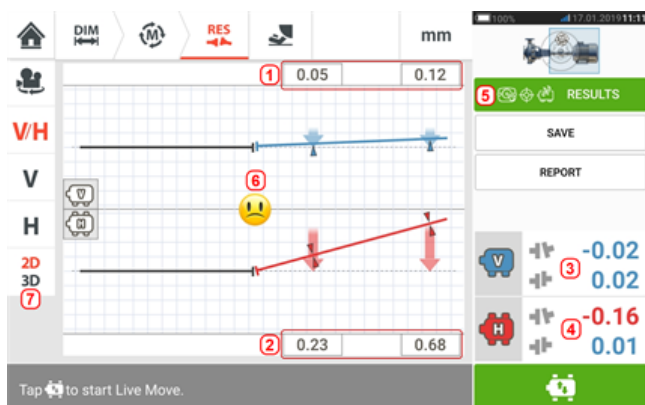 100% 17.01.2019 11:11
DIM M RES mm
1 0.05 0.12
5 RESULTS
V/H
SAVE
V
REPORT
6
V
H
H
2D
3D
7
V -0.02
3
0.02
H -0.16
4
0.01
2 0.23 0.68
Tap to start Live Move.